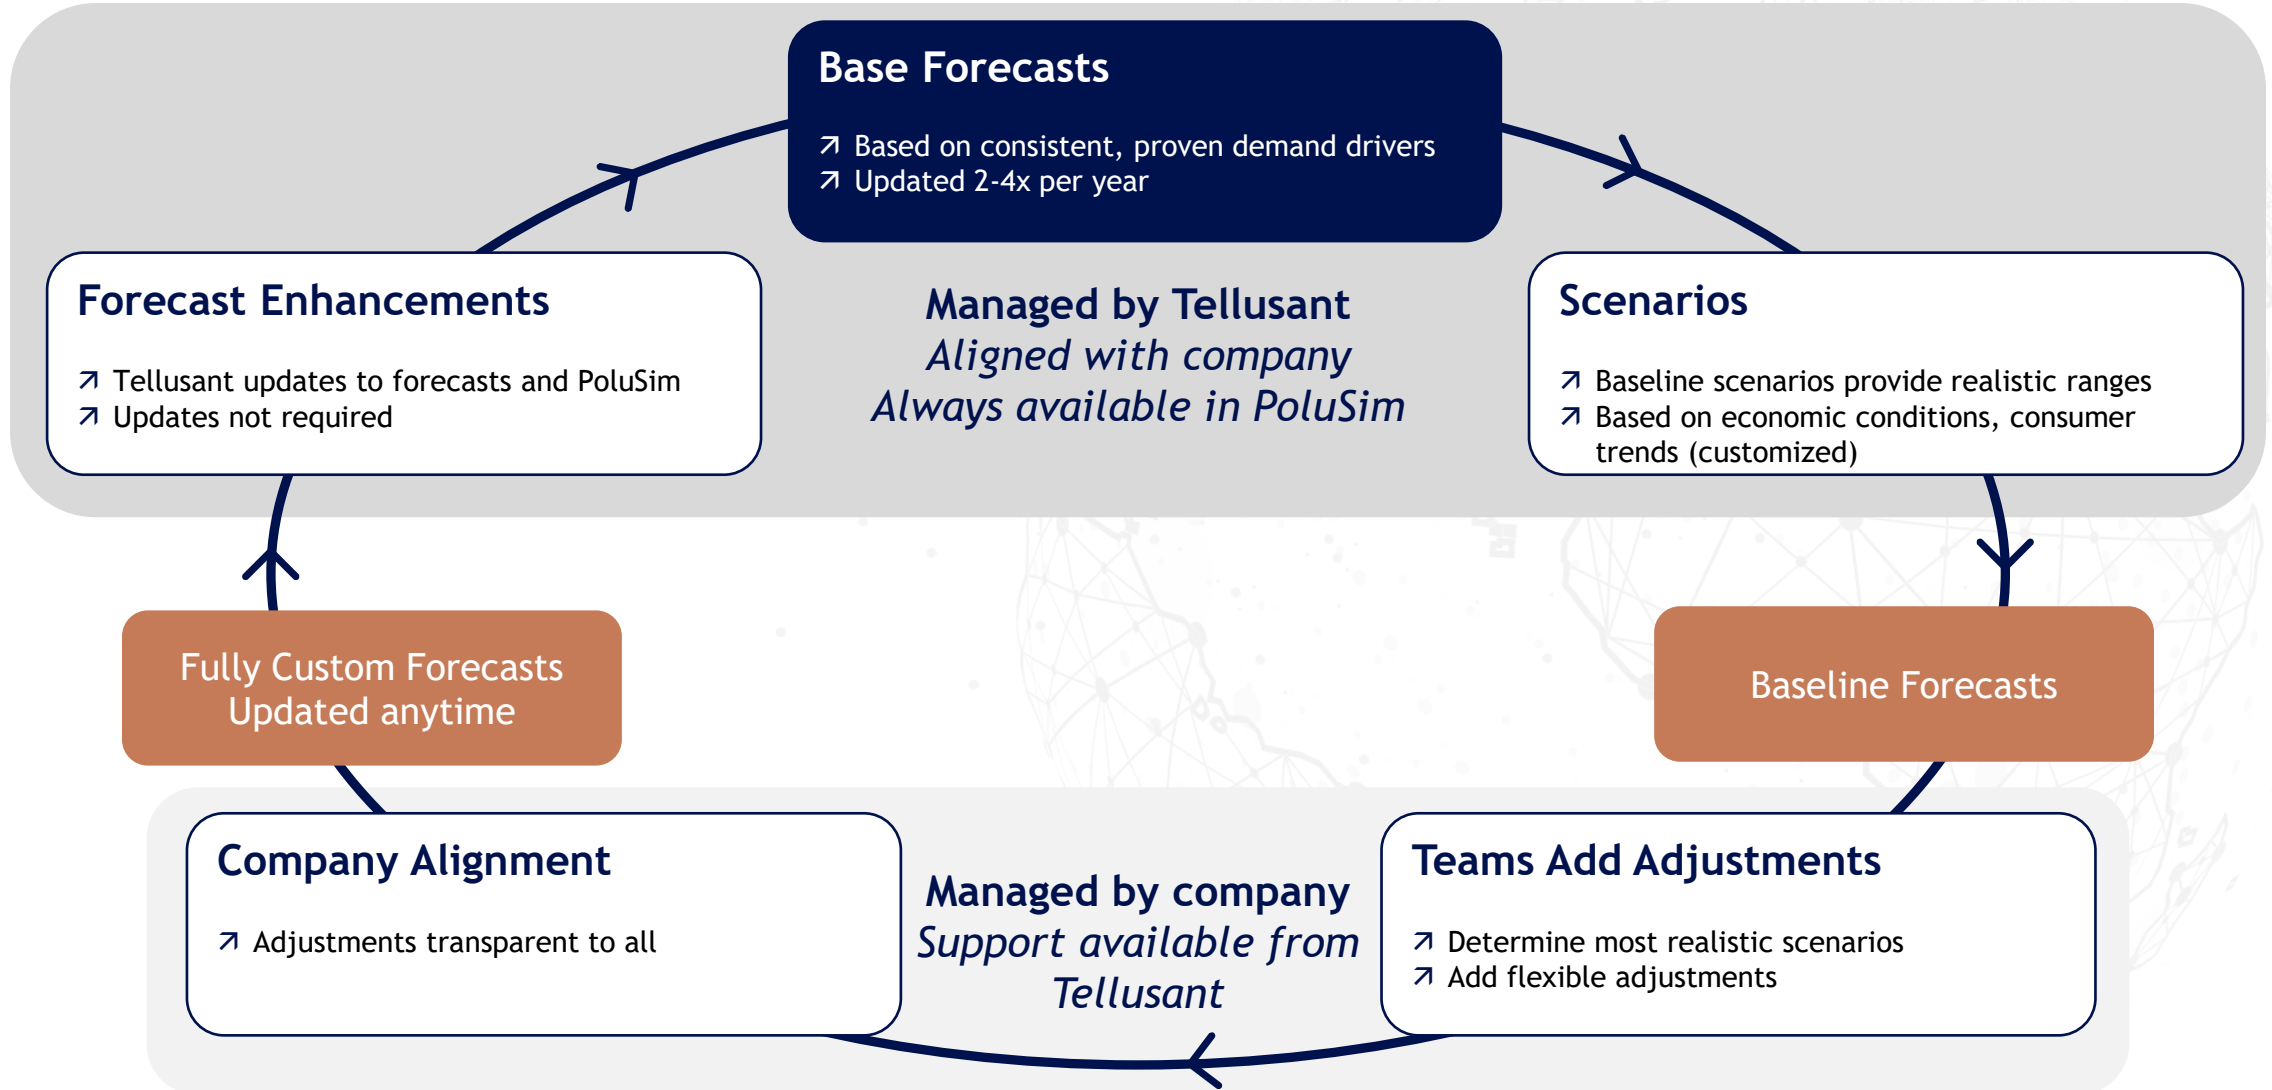 Base Forecasts
Based on consistent, proven demand drivers
Updated 2-4x per year
Forecast Enhancements
Tellusant updates to forecasts and PoluSim
Updates not required
Managed by Tellusant
Aligned with company
Always available in PoluSim
Scenarios
Baseline scenarios provide realistic ranges
Based on economic conditions, consumer
trends (customized)
Fully Custom Forecasts
Updated anytime
Baseline Forecasts
Company Alignment
Adjustments transparent to all
Managed by company
Support available from
Tellusant
Teams Add Adjustments
Determine most realistic scenarios
Add flexible adjustments